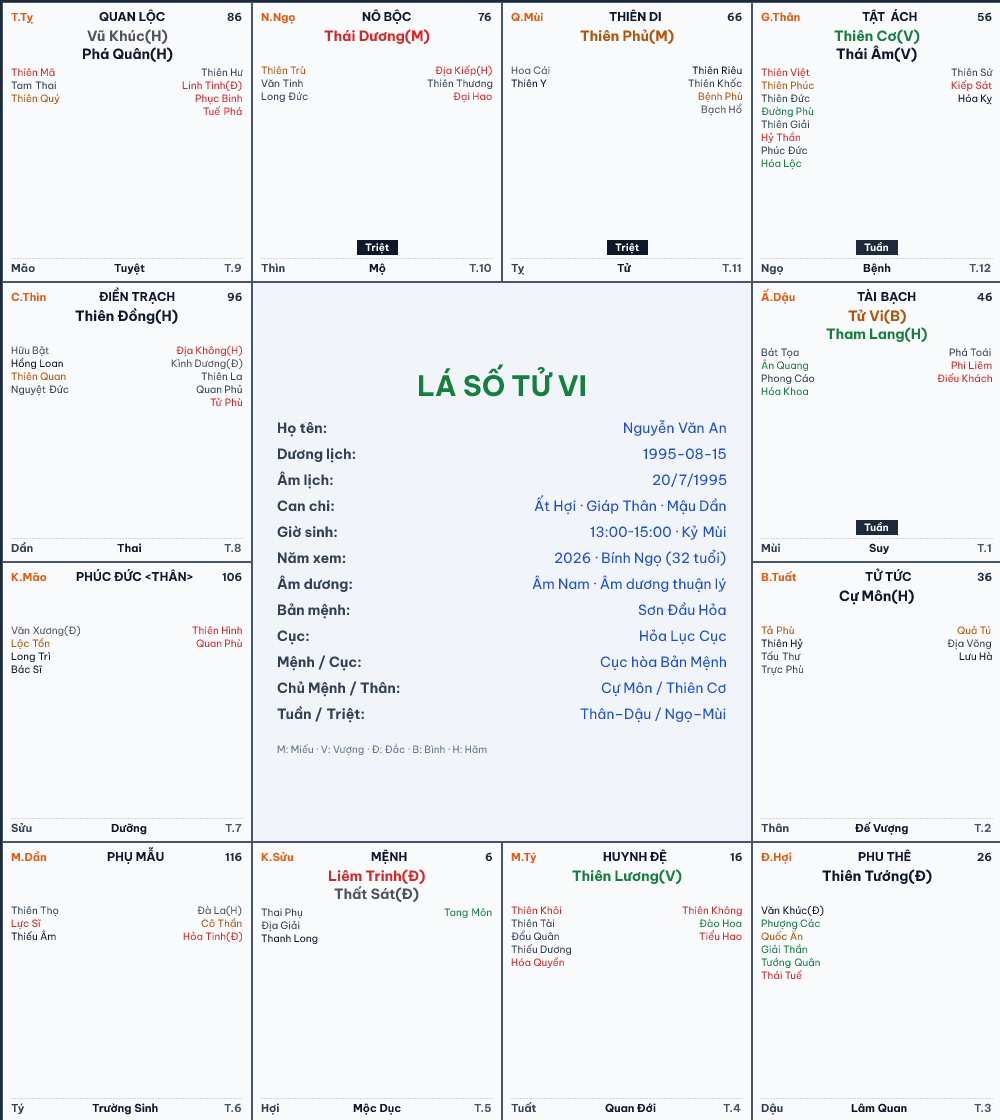 T.Tỵ QUAN LỘC 86
Vũ Khúc(H)
Phá Quân(H)
Thiên Mã Thiên Hư
Tam Thai Linh Tinh(Đ)
Thiên Quý Phục Binh
Tuế Phá
Mão Tuyệt T.9
N.Ngọ NÔ BỘC 76
Thái Dương(M)
Thiên Trù Địa Kiếp(H)
Văn Tinh Thiên Thương
Long Đức Đại Hao
Triệt
Thìn Mộ T.10
Q.Mùi THIÊN DI 66
Thiên Phủ(M)
Hoa Cái Thiên Riêu
Thiên Y Thiên Khốc
Bệnh Phù
Bạch Hổ
Triệt
Tỵ Tử T.11
G.Thân TẬT ÁCH 56
Thiên Cơ(V)
Thái Âm(V)
Thiên Việt Thiên Sứ
Thiên Phúc Kiếp Sát
Thiên Đức Hóa Kỵ
Đường Phù
Thiên Giải
Hỷ Thần
Phúc Đức
Hóa Lộc
Tuần
Ngọ Bệnh T.12
C.Thìn ĐIỀN TRẠCH 96
Thiên Đồng(H)
Hữu Bật Địa Không(H)
Hồng Loan Kình Dương(Đ)
Thiên Quan Thiên La
Nguyệt Đức Quan Phủ
Tử Phù
Dần Thai T.8
LÁ SỐ TỬ VI
Họ tên: Nguyễn Văn An
Dương lịch: 1995-08-15
Âm lịch: 20/7/1995
Can chi: Ất Hợi · Giáp Thân · Mậu Dần
Giờ sinh: 13:00~15:00 · Kỷ Mùi
Năm xem: 2026 · Bính Ngọ (32 tuổi)
Âm dương: Âm Nam · Âm dương thuận lý
Bản mệnh: Sơn Đầu Hỏa
Cục: Hỏa Lục Cục
Mệnh / Cục: Cục hòa Bản Mệnh
Chủ Mệnh / Thân: Cự Môn / Thiên Cơ
Tuần / Triệt: Thân–Dậu / Ngọ–Mùi
M: Miếu · V: Vượng · Đ: Đắc · B: Bình · H: Hãm
Ấ.Dậu TÀI BẠCH 46
Tử Vi(B)
Tham Lang(H)
Bát Tọa Phá Toái
Ân Quang Phi Liêm
Phong Cáo Điếu Khách
Hóa Khoa
Tuần
Mùi Suy T.1
K.Mão PHÚC ĐỨC <THÂN> 106
Văn Xương(Đ) Thiên Hình
Lộc Tồn Quan Phù
Long Trì
Bác Sĩ
Sửu Dưỡng T.7
B.Tuất TỬ TỨC 36
Cự Môn(H)
Tả Phù Quả Tú
Thiên Hỷ Địa Võng
Tấu Thư Lưu Hà
Trực Phù
Thân Đế Vượng T.2
M.Dần PHỤ MẪU 116
Thiên Thọ Đà La(H)
Lực Sĩ Cô Thần
Thiếu Âm Hỏa Tinh(Đ)
Tý Trường Sinh T.6
K.Sửu MỆNH 6
Liêm Trinh(Đ)
Thất Sát(Đ)
Thai Phụ Tang Môn
Địa Giải
Thanh Long
Hợi Mộc Dục T.5
M.Tý HUYNH ĐỆ 16
Thiên Lương(V)
Thiên Khôi Thiên Không
Thiên Tài Đào Hoa
Đẩu Quân Tiểu Hao
Thiếu Dương
Hóa Quyền
Tuất Quan Đới T.4
Đ.Hợi PHU THÊ 26
Thiên Tướng(Đ)
Văn Khúc(Đ)
Phượng Các
Quốc Ấn
Giải Thần
Tướng Quân
Thái Tuế
Dậu Lâm Quan T.3